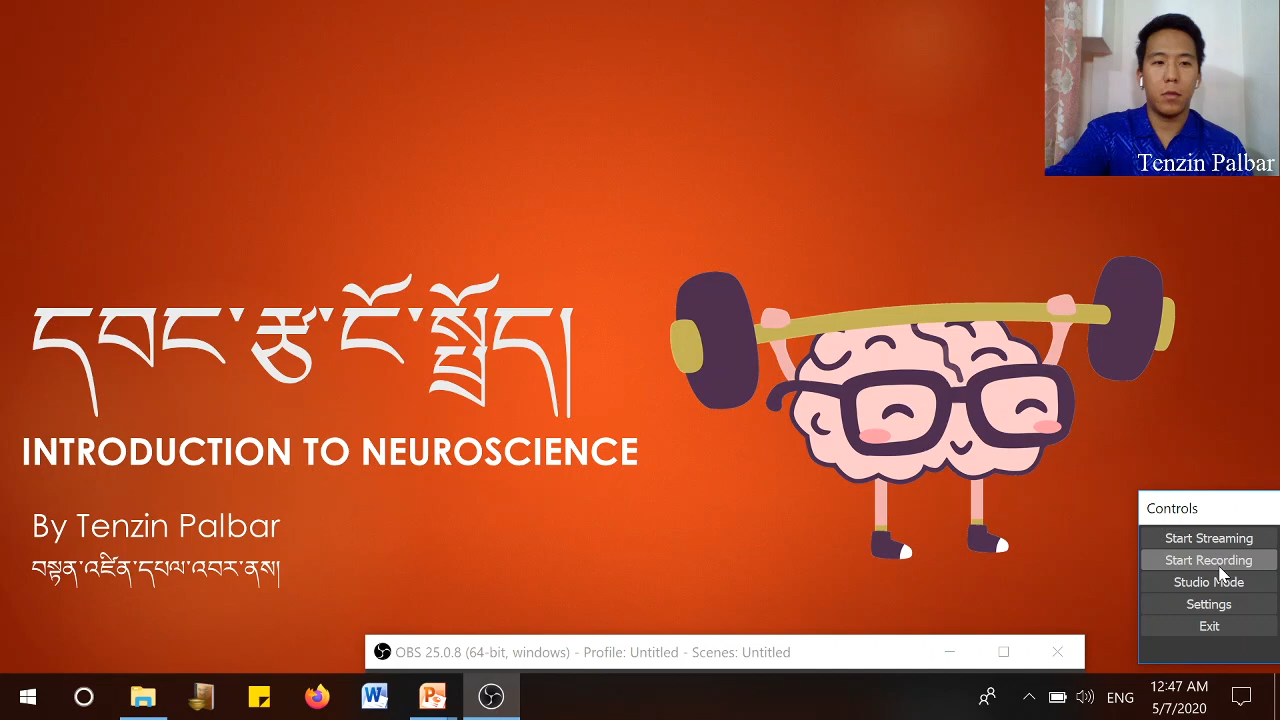 Tenzin Palbar
དབང་རྩ་ངོ་སྤྲོད།
INTRODUCTION TO NEUROSCIENCE
By Tenzin Palbar
བསྟན་འཛིན་དཔལ་འབར་ནས།
Controls
Start Streaming
Start Recording
Studio Mode
Settings
Exit
OBS 25.0.8 (64-bit, windows) - Profile: Untitled - Scenes: Untitled
ENG
12:47 AM
5/7/2020